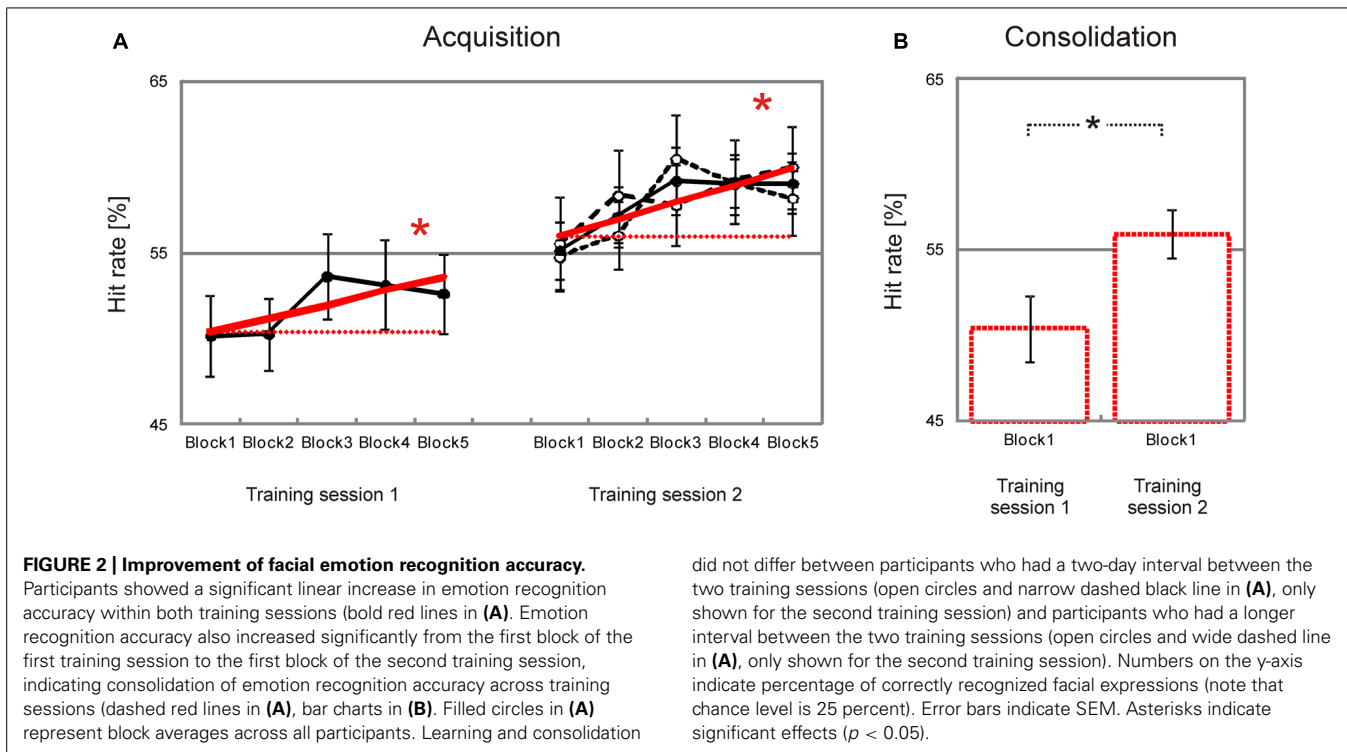 A
Acquisition
B
Consolidation
65
55
45
Hit rate [%]
*
*
Block1 Block2 Block3 Block4 Block5
Block1 Block2 Block3 Block4 Block5
Training session 1
Training session 2
65
55
45
Hit rate [%]
*
Block1
Block1
Training
session 1
Training
session 2
FIGURE 2 | Improvement of facial emotion recognition accuracy.
Participants showed a significant linear increase in emotion recognition
accuracy within both training sessions (bold red lines in (A). Emotion
recognition accuracy also increased significantly from the first block of the
first training session to the first block of the second training session,
indicating consolidation of emotion recognition accuracy across training
sessions (dashed red lines in (A), bar charts in (B). Filled circles in (A)
represent block averages across all participants. Learning and consolidation
did not differ between participants who had a two-day interval between the
two training sessions (open circles and narrow dashed black line in (A), only
shown for the second training session) and participants who had a longer
interval between the two training sessions (open circles and wide dashed line
in (A), only shown for the second training session). Numbers on the y-axis
indicate percentage of correctly recognized facial expressions (note that
chance level is 25 percent). Error bars indicate SEM. Asterisks indicate
significant effects (p < 0.05).